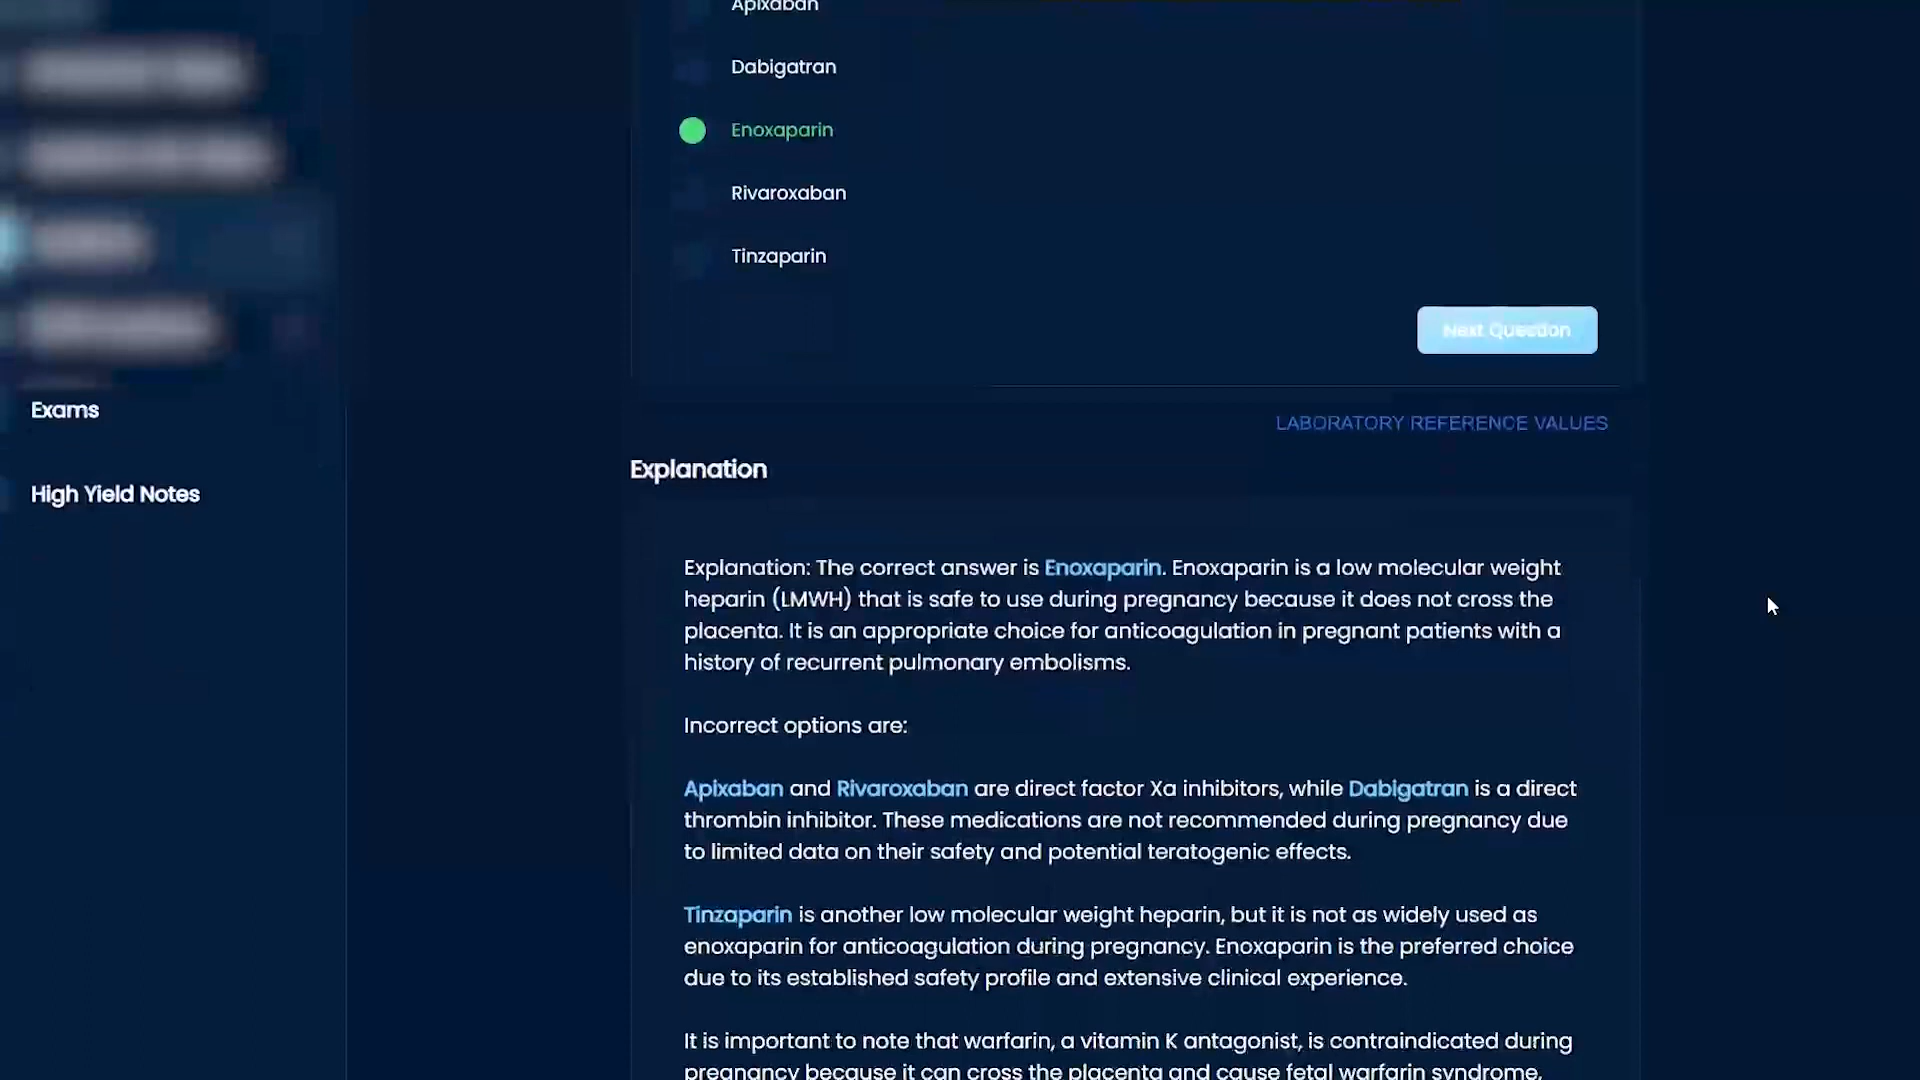 Apixaban
Dabigatran
Enoxaparin
Rivaroxaban
Tinzaparin
Next Question
Exams
LABORATORY REFERENCE VALUES
Explanation
High Yield Notes
Explanation: The correct answer is Enoxaparin. Enoxaparin is a low molecular weight
heparin (LMWH) that is safe to use during pregnancy because it does not cross the
placenta. It is an appropriate choice for anticoagulation in pregnant patients with a
history of recurrent pulmonary embolisms.
Incorrect options are:
Apixaban and Rivaroxaban are direct factor Xa inhibitors, while Dabigatran is a direct
thrombin inhibitor. These medications are not recommended during pregnancy due
to limited data on their safety and potential teratogenic effects.
Tinzaparin is another low molecular weight heparin, but it is not as widely used as
enoxaparin for anticoagulation during pregnancy. Enoxaparin is the preferred choice
due to its established safety profile and extensive clinical experience.
It is important to note that warfarin, a vitamin K antagonist, is contraindicated during
pregnancy because it can cross the placenta and cause fetal warfarin syndrome,